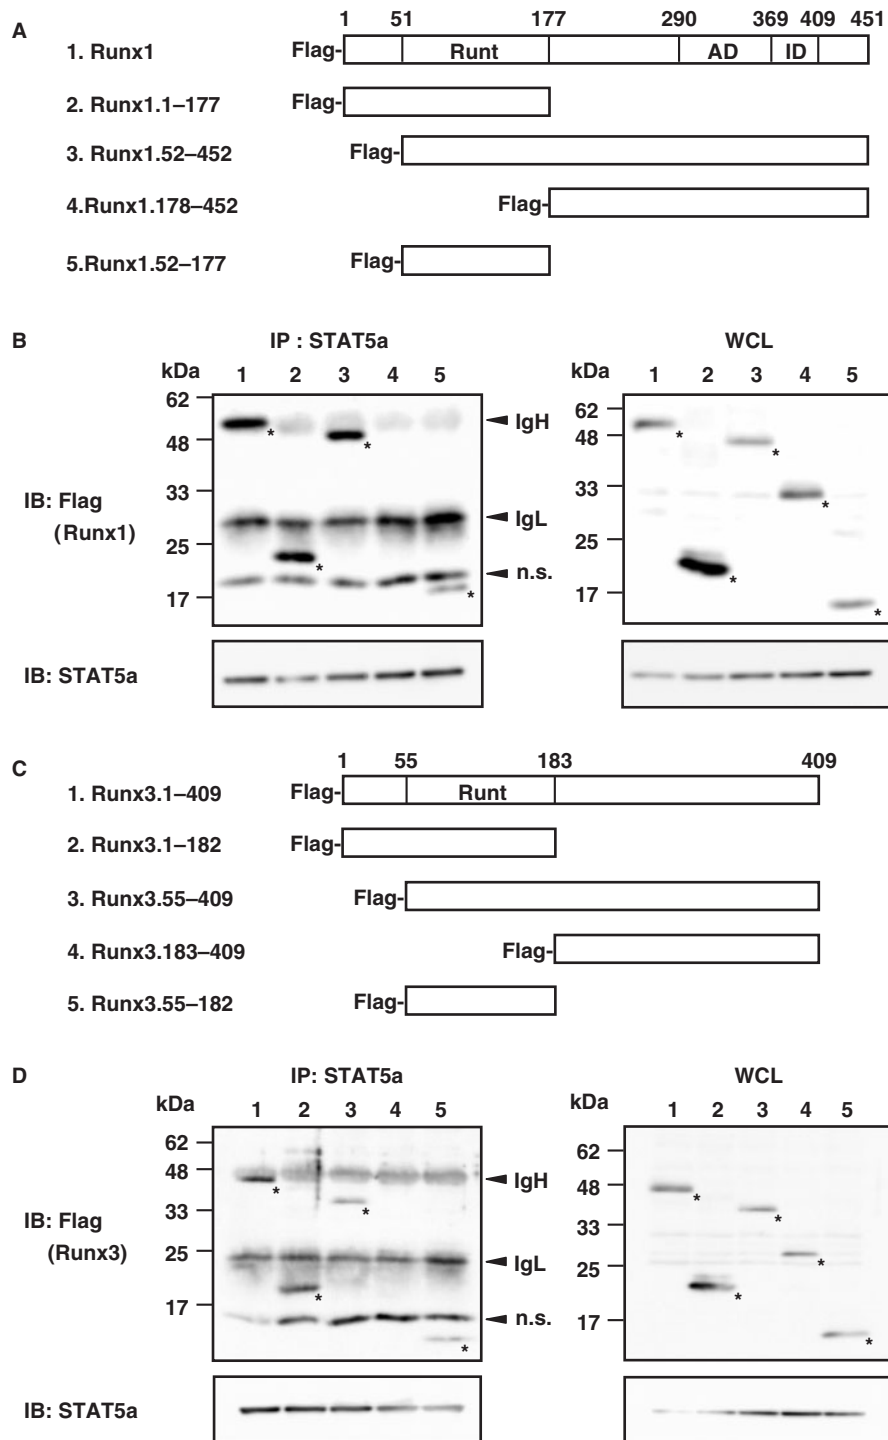 A
1 51 177 290 369 409 451
1. Runx1 Flag- Runt AD ID
2. Runx1.1–177 Flag-
3. Runx1.52–452 Flag-
4.Runx1.178–452 Flag-
5.Runx1.52–177 Flag-
B
IP : STAT5a WCL
kDa 1 2 3 4 5 kDa 1 2 3 4 5
62 62
IgH
48 48
33 33
IB: Flag
(Runx1)
IgL
25 25
n.s.
17 17
* * * * * * * * *
IB: STAT5a
C
1 55 183 409
1. Runx3.1–409 Flag- Runt
2. Runx3.1–182 Flag-
3. Runx3.55–409 Flag-
4. Runx3.183–409 Flag-
5. Runx3.55–182 Flag-
D
IP: STAT5a WCL
kDa 1 2 3 4 5 kDa 1 2 3 4 5
62 62
48 48
IgH
33 33
IB: Flag
(Runx3)
25 25
IgL
17 17
n.s.
* * * * * * * * *
IB: STAT5a